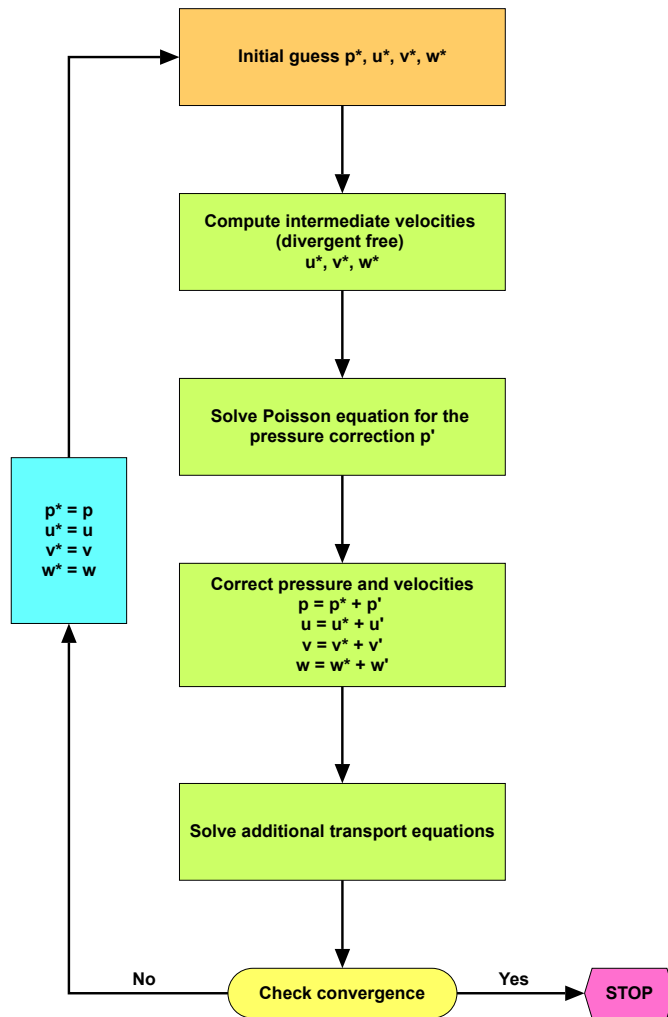 Initial guess p*, u*, v*, w*
Compute intermediate velocities
(divergent free)
u*, v*, w*
Solve Poisson equation for the
pressure correction p'
p* = p
u* = u
v* = v
w* = w
Correct pressure and velocities
p = p* + p'
u = u* + u'
v = v* + v'
w = w* + w'
Solve additional transport equations
No
Check convergence
Yes
STOP